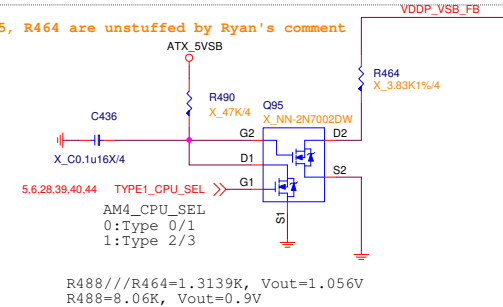 VDDP_VSB_FB
5, R464 are unstuffed by Ryan's comment
ATX_5VSB
R464
X_3.83K1%/4
R490
X_47K/4
C436
X_C0.1u16X/4
Q95
X_NN-2N7002DW
G2
D2
D1
S2
5,6,28,39,40,44
TYPE1_CPU_SEL
G1
S1
AM4_CPU_SEL
0:Type 0/1
1:Type 2/3
R488///R464=1.3139K, Vout=1.056V
R488=8.06K, Vout=0.9V